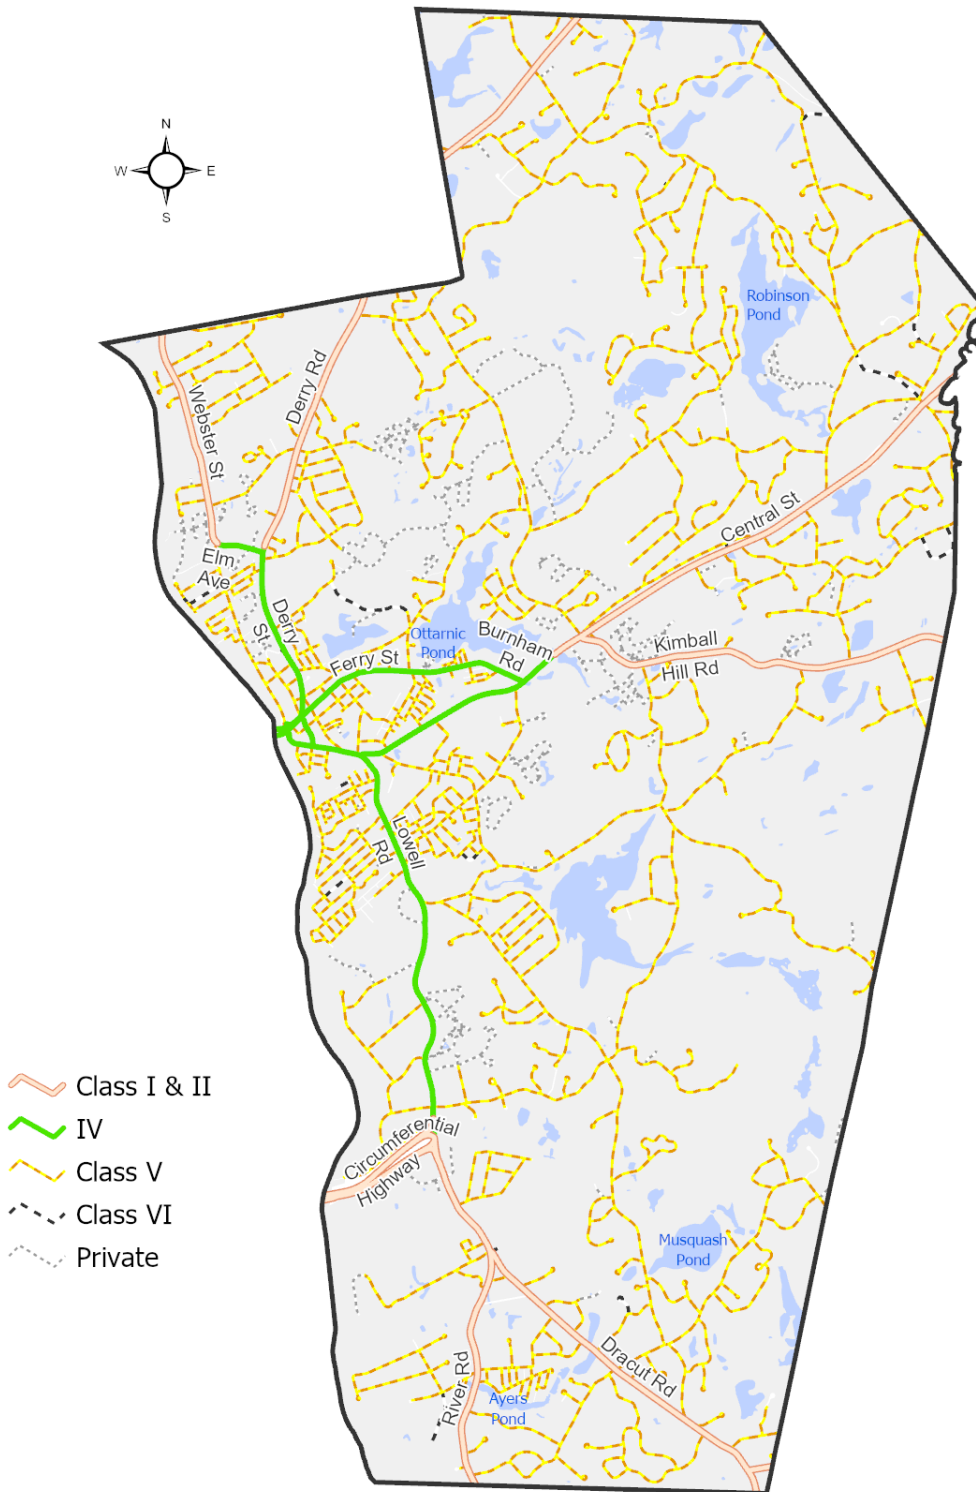 N
W E
S
Robinson
Pond
Derry Rd
Webster St
Central St
Elm
Ave
Derry
St
Ottarnic
Pond
Burnham
Rd
Kimball
Hill Rd
Ferry St
Lowell
Rd
Class I & II
IV
Class V
Class VI
Private
Circumferential
Highway
Musquash
Pond
Dracut Rd
River Rd
Ayers
Pond